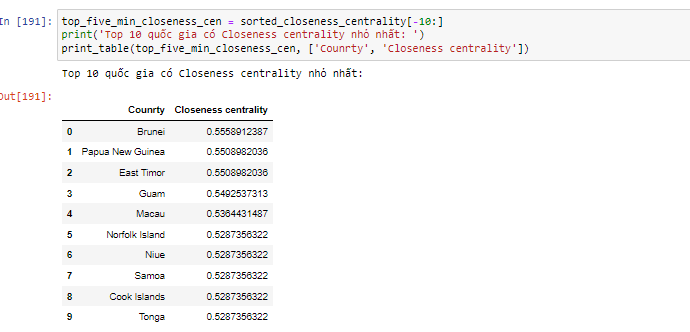 In [191]:
top_five_min_closeness_cen = sorted_closeness_centrality[-10:]
print('Top 10 quốc gia có Closeness centrality nhỏ nhất: ')
print_table(top_five_min_closeness_cen, ['Counrty', 'Closeness centrality'])
Top 10 quốc gia có Closeness centrality nhỏ nhất:
Out[191]:
Counrty Closeness centrality
0 Brunei 0.5558912387
1 Papua New Guinea 0.5508982036
2 East Timor 0.5508982036
3 Guam 0.5492537313
4 Macau 0.5364431487
5 Norfolk Island 0.5287356322
6 Niue 0.5287356322
7 Samoa 0.5287356322
8 Cook Islands 0.5287356322
9 Tonga 0.5287356322